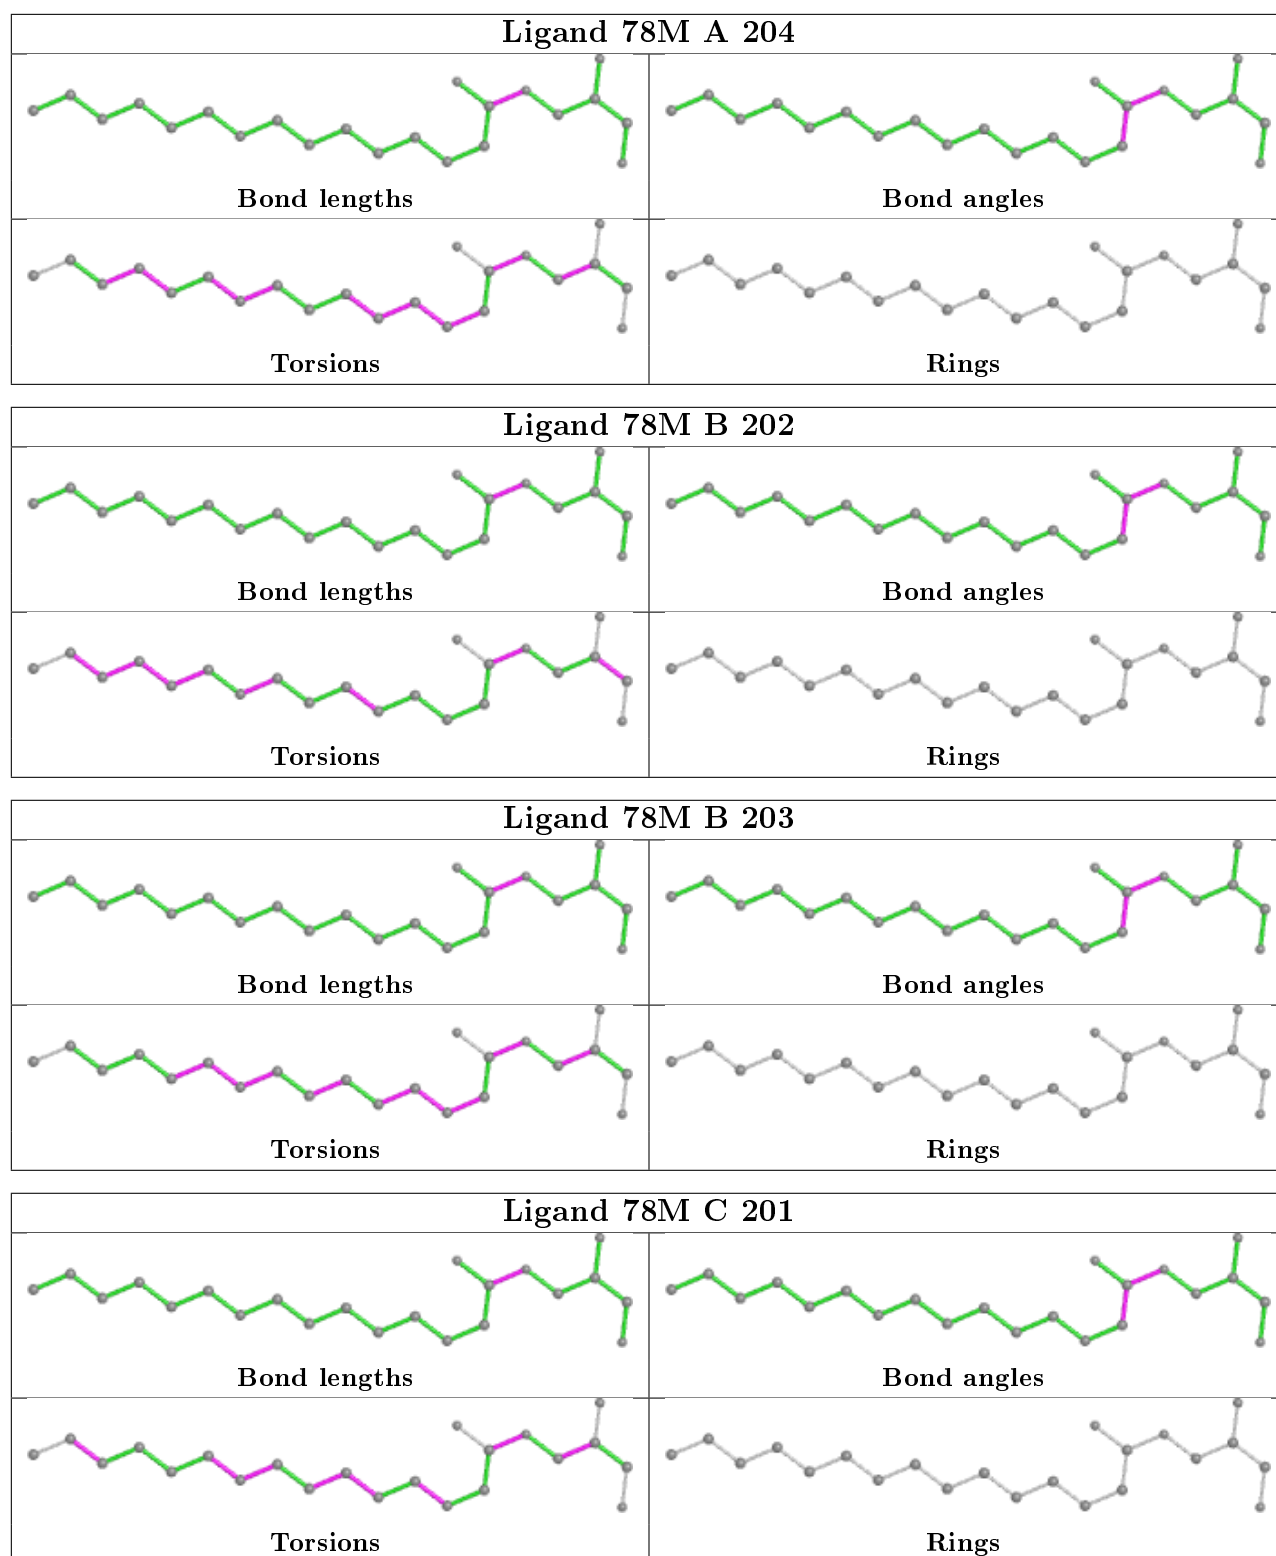 Ligand 78M A 204
Bond lengths
Bond angles
Torsions
Rings
Ligand 78M B 202
Bond lengths
Bond angles
Torsions
Rings
Ligand 78M B 203
Bond lengths
Bond angles
Torsions
Rings
Ligand 78M C 201
Bond lengths
Bond angles
Torsions
Rings